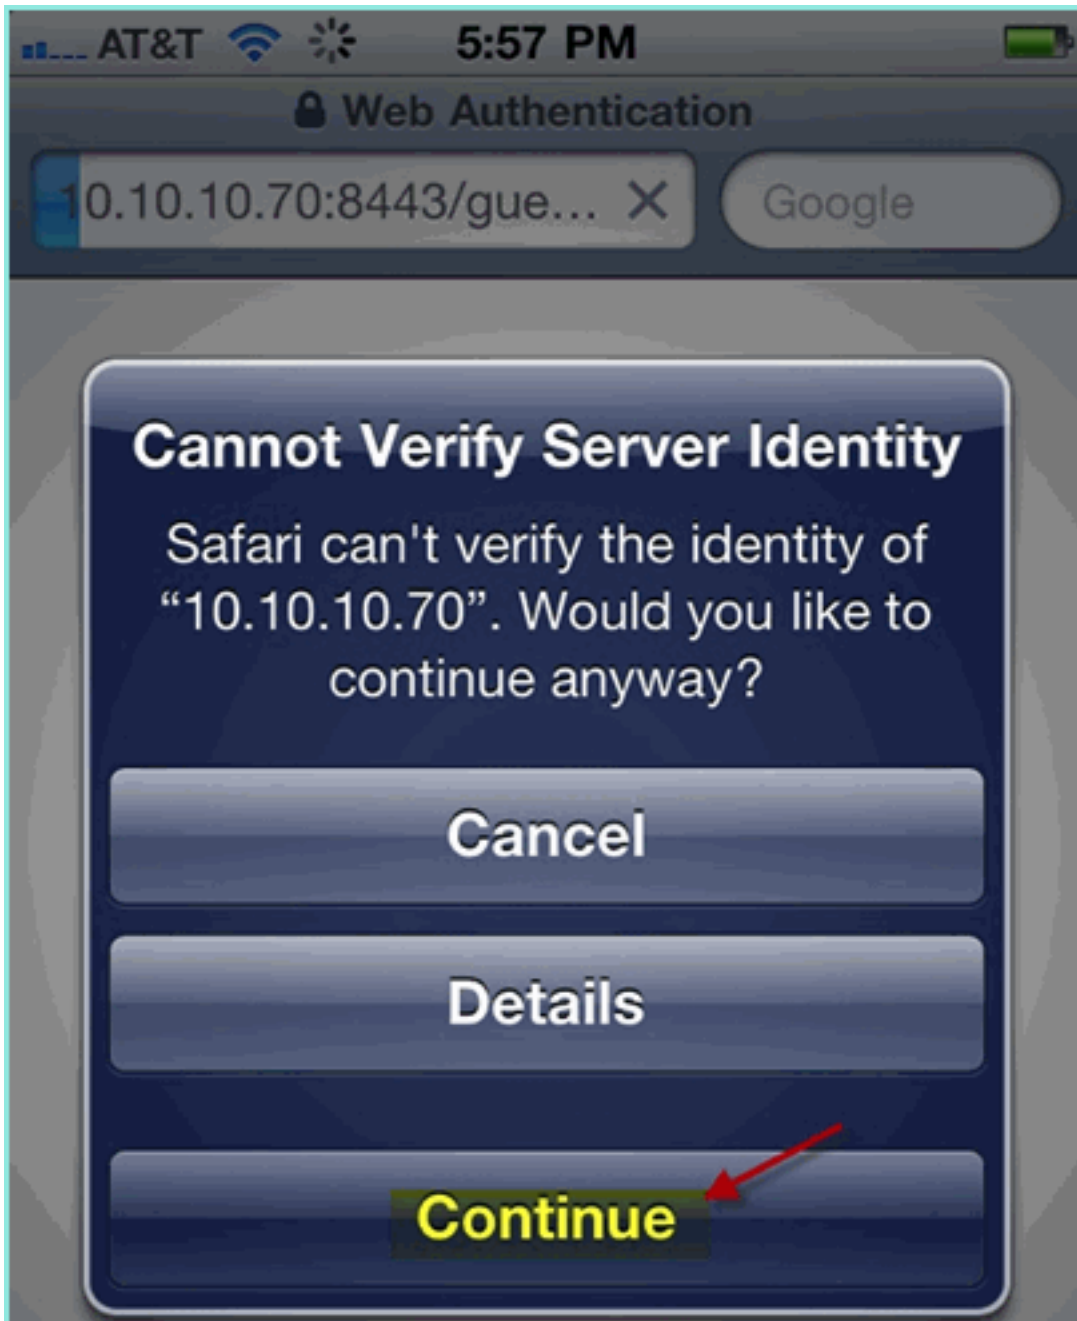 AT&T 5:57 PM
Web Authentication
10.10.10.70:8443/gue... Google
Cannot Verify Server Identity
Safari can't verify the identity of
“10.10.10.70”. Would you like to
continue anyway?
Cancel
Details
Continue